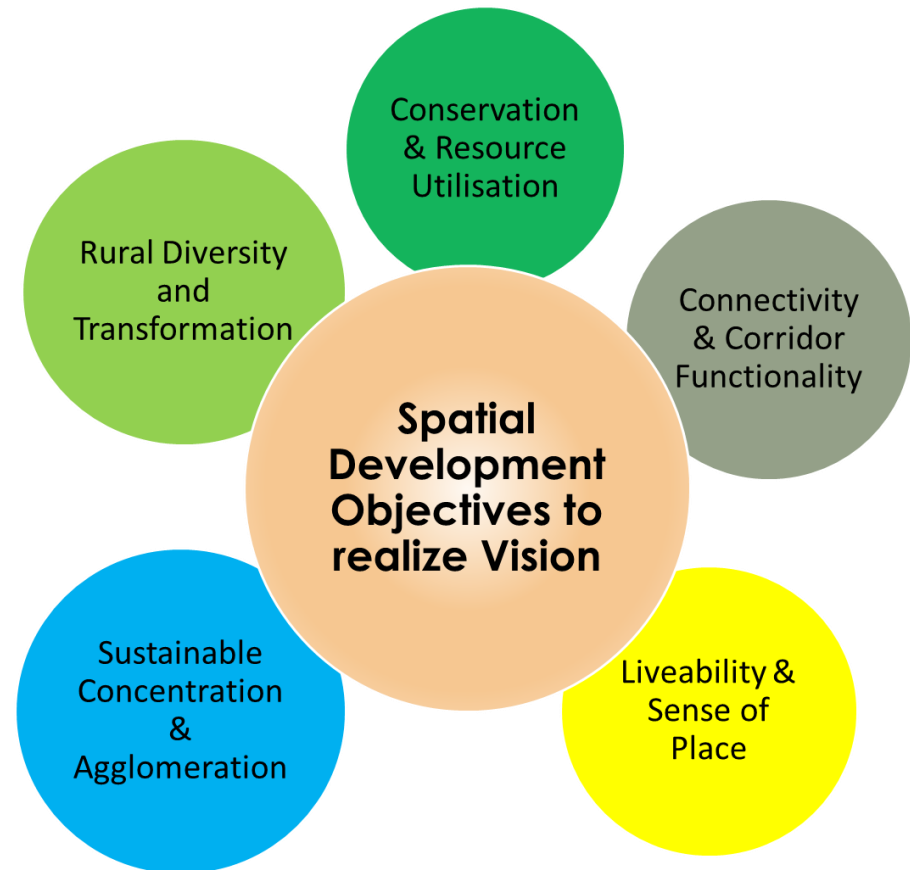 Conservation
& Resource
Utilisation
Rural Diversity
and
Transformation
Connectivity
& Corridor
Functionality
Spatial
Development
Objectives to
realize Vision
Sustainable
Concentration
&
Agglomeration
Liveability &
Sense of
Place